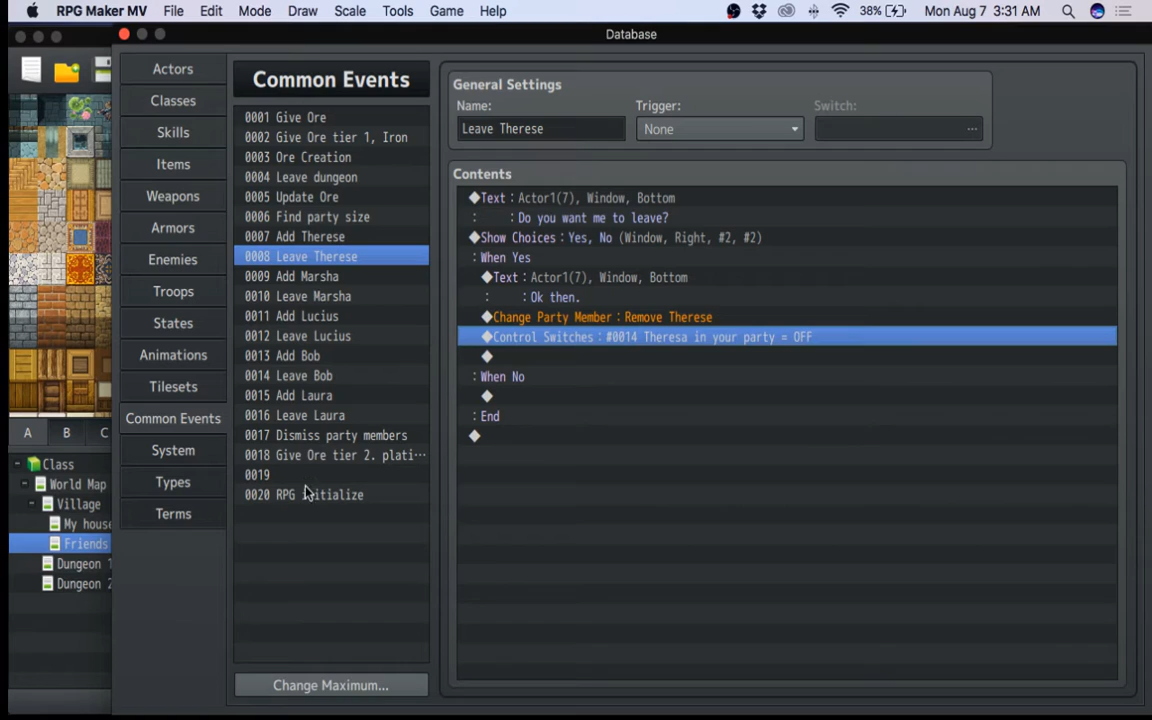 RPG Maker MV File Edit Mode Draw Scale Tools Game Help 38% Mon Aug 7 3:31 AM
Database
Actors
Classes
Skills
Items
Weapons
Armors
Enemies
Troops
States
Animations
Tilesets
Common Events
System
Types
Terms
A B C
Class
World Map
Village
My house
Friends
Dungeon
Dungeon 2
Common Events
0001 Give Ore
0002 Give Ore tier 1, Iron
0003 Ore Creation
0004 Leave dungeon
0005 Update Ore
0006 Find party size
0007 Add Therese
0008 Leave Therese
0009 Add Marsha
0010 Leave Marsha
0011 Add Lucius
0012 Leave Lucius
0013 Add Bob
0014 Leave Bob
0015 Add Laura
0016 Leave Laura
0017 Dismiss party members
0018 Give Ore tier 2. plati…
0019
0020 RPG initialize
Change Maximum...
General Settings
Name: Trigger: Switch:
Leave Therese None ...
Contents
◆Text : Actor1(7), Window, Bottom
: : Do you want me to leave?
◆Show Choices : Yes, No (Window, Right, #2, #2)
: When Yes
◆Text : Actor1(7), Window, Bottom
: : Ok then.
◆Change Party Member : Remove Therese
◆Control Switches : #0014 Theresa in your party = OFF
◆
: When No
◆
: End
◆